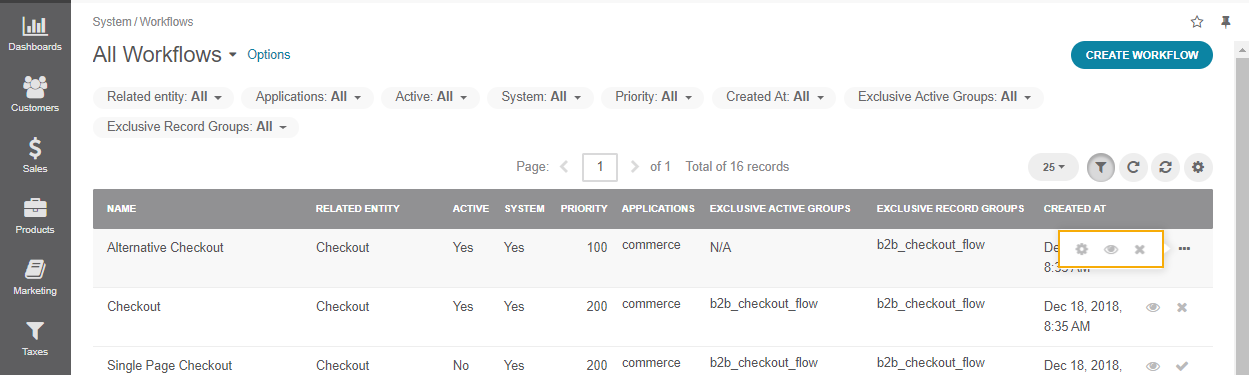 Dashboards
Customers
Sales
Products
Marketing
Taxes
System / Workflows
All Workflows Options
CREATE WORKFLOW
Related entity: All Applications: All Active: All System: All Priority: All Created At: All Exclusive Active Groups: All
Exclusive Record Groups: All
Page: 1 of 1 Total of 16 records 25
NAME RELATED ENTITY ACTIVE SYSTEM PRIORITY APPLICATIONS EXCLUSIVE ACTIVE GROUPS EXCLUSIVE RECORD GROUPS CREATED AT
Alternative Checkout Checkout Yes Yes 100 commerce N/A b2b_checkout_flow De
8:35 AM
Checkout Checkout Yes Yes 200 commerce b2b_checkout_flow b2b_checkout_flow Dec 18, 2018,
8:35 AM
Single Page Checkout Checkout No Yes 200 commerce b2b_checkout_flow b2b_checkout_flow Dec 18, 2018,